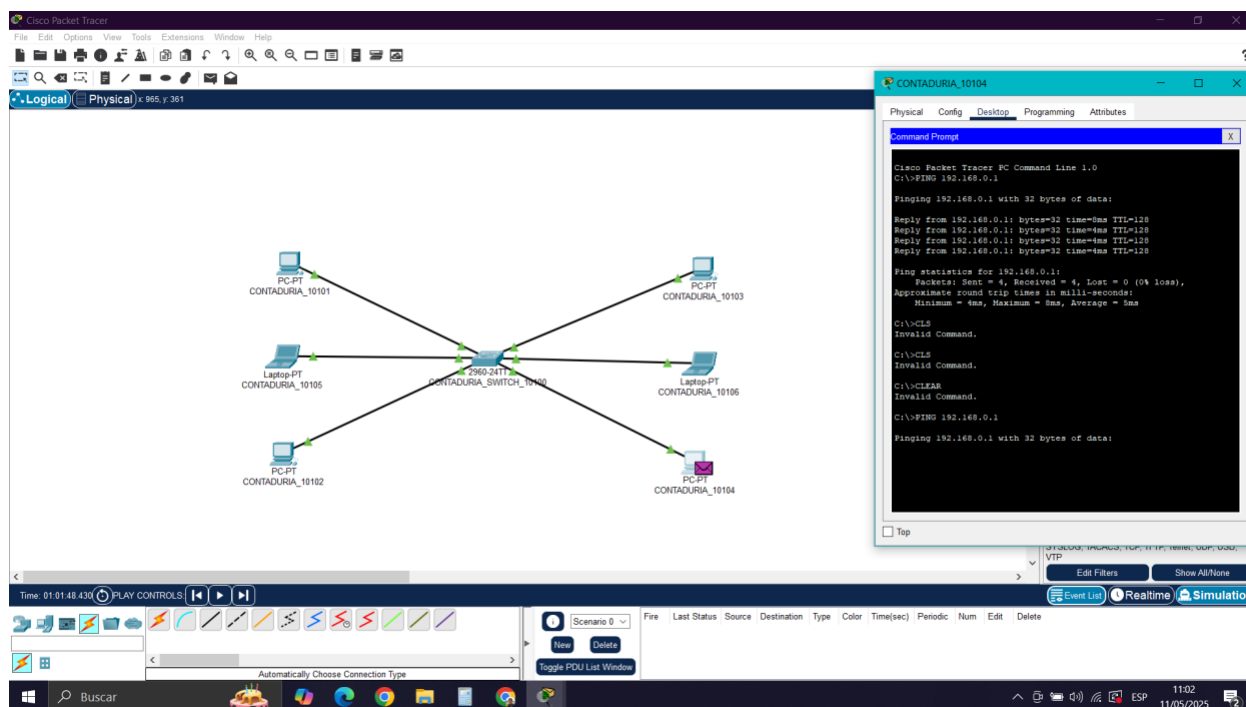 Cisco Packet Tracer
File Edit Options View Tools Extensions Window Help
Logical Physical x: 965, y: 361
CONTADURIA_10104
Physical Config Desktop Programming Attributes
Command Prompt X
Cisco Packet Tracer PC Command Line 1.0
C:\>PING 192.168.0.1
Pinging 192.168.0.1 with 32 bytes of data:
Reply from 192.168.0.1: bytes=32 time=8ms TTL=128
Reply from 192.168.0.1: bytes=32 time=4ms TTL=128
Reply from 192.168.0.1: bytes=32 time=4ms TTL=128
Reply from 192.168.0.1: bytes=32 time=4ms TTL=128
Ping statistics for 192.168.0.1:
Packets: Sent = 4, Received = 4, Lost = 0 (0% loss),
Approximate round trip times in milli-seconds:
Minimum = 4ms, Maximum = 8ms, Average = 5ms
C:\>CLS
Invalid Command.
C:\>CLS
Invalid Command.
C:\>CLEAR
Invalid Command.
C:\>PING 192.168.0.1
Pinging 192.168.0.1 with 32 bytes of data:
Top
PC-PT
CONTADURIA_10101
PC-PT
CONTADURIA_10103
Laptop-PT
CONTADURIA_10105
2960-24TT
CONTADURIA_SWITCH_10100
Laptop-PT
CONTADURIA_10106
PC-PT
CONTADURIA_10102
PC-PT
CONTADURIA_10104
SYSLOG, TACACS, TCP, TFTP, Telnet, UDP, USB,
VTP
Edit Filters Show All/None
Time: 01:01:48.430 PLAY CONTROLS:
Event List Realtime Simulatio
Scenario 0
New Delete
Toggle PDU List Window
Fire Last Status Source Destination Type Color Time(sec) Periodic Num Edit Delete
Automatically Choose Connection Type
Buscar
ESP
11:02
11/05/2025
2